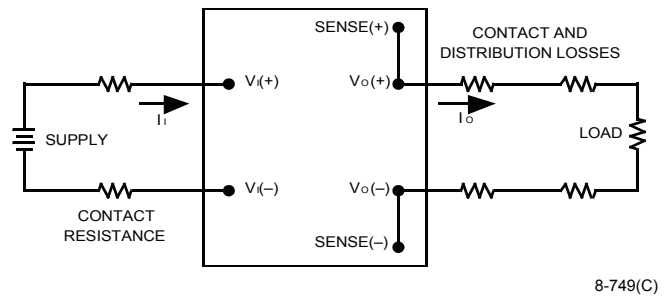 SENSE(+)
CONTACT AND
DISTRIBUTION LOSSES
VI(+)
VO(+)
II
IO
SUPPLY
LOAD
VI(–)
VO(–)
CONTACT
RESISTANCE
SENSE(–)
8-749(C)